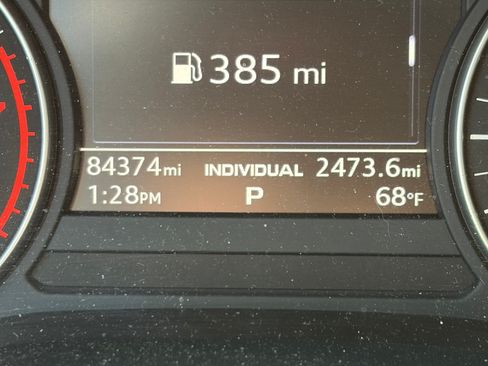 385 mi
84374mi INDIVIDUAL 2473.6mi
1:28PM P 68°F